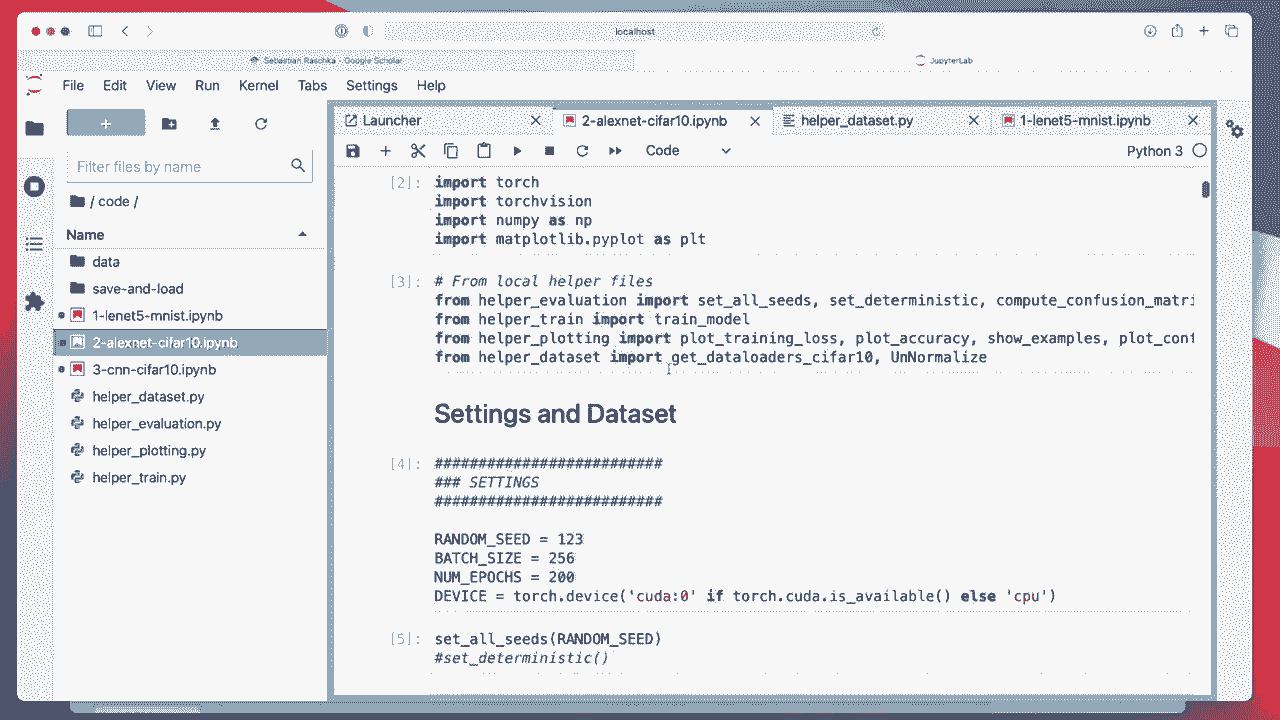 localhost
Sebastian Raschka - Google Scholar
JupyterLab
File Edit View Run Kernel Tabs Settings Help
Launcher
2-alexnet-cifar10.ipynb
helper_dataset.py
1-lenet5-mnist.ipynb
Code
Python 3
Filter files by name
/ code /
Name
data
save-and-load
1-lenet5-mnist.ipynb
2-alexnet-cifar10.ipynb
3-cnn-cifar10.ipynb
helper_dataset.py
helper_evaluation.py
helper_plotting.py
helper_train.py
[2]: import torch
import torchvision
import numpy as np
import matplotlib.pyplot as plt
[3]: # From local helper files
from helper_evaluation import set_all_seeds, set_deterministic, compute_confusion_matri
from helper_train import train_model
from helper_plotting import plot_training_loss, plot_accuracy, show_examples, plot_conf
from helper_dataset import get_dataloaders_cifar10, UnNormalize
Settings and Dataset
[4]: ##########################
### SETTINGS
##########################
RANDOM_SEED = 123
BATCH_SIZE = 256
NUM_EPOCHS = 200
DEVICE = torch.device('cuda:0' if torch.cuda.is_available() else 'cpu')
[5]: set_all_seeds(RANDOM_SEED)
#set_deterministic()